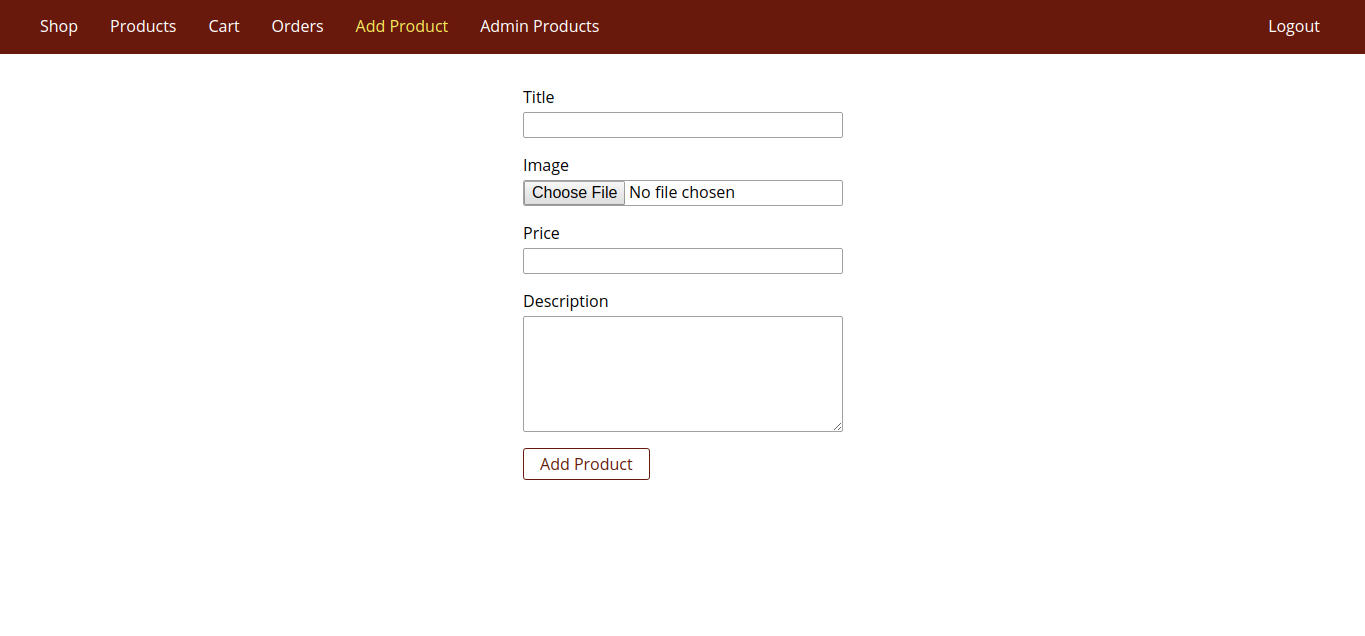 Shop Products Cart Orders Add Product Admin Products Logout
Title
Image
Choose File No file chosen
Price
Description
Add Product